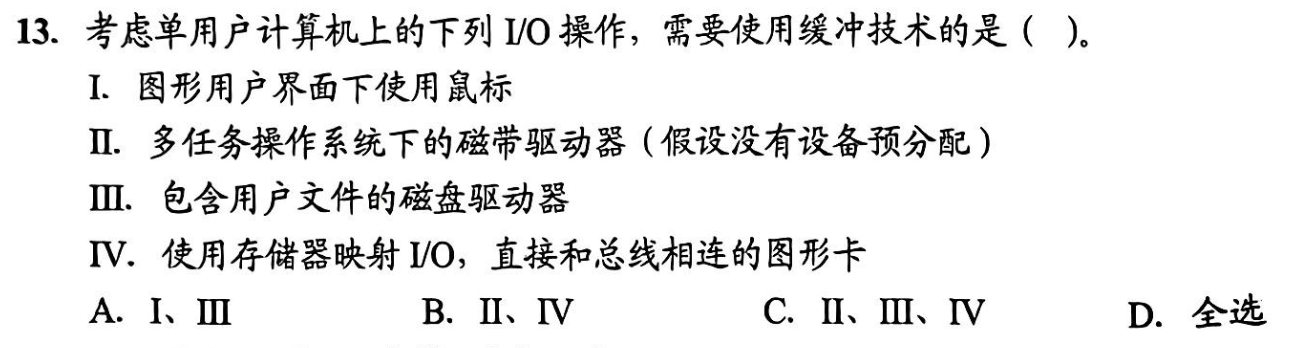 13. 考虑单用户计算机上的下列 I/O 操作，需要使用缓冲技术的是（  ）。
I. 图形用户界面下使用鼠标
II. 多任务操作系统下的磁带驱动器（假设没有设备预分配）
III. 包含用户文件的磁盘驱动器
IV. 使用存储器映射 I/O，直接和总线相连的图形卡
A. I、III B. II、IV C. II、III、IV D. 全选